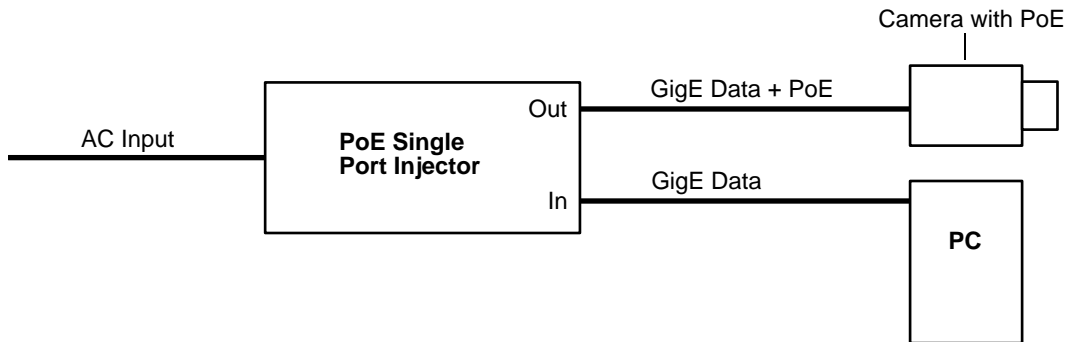 Camera with PoE
Out
GigE Data + PoE
AC Input
PoE Single
Port Injector
GigE Data
In
PC